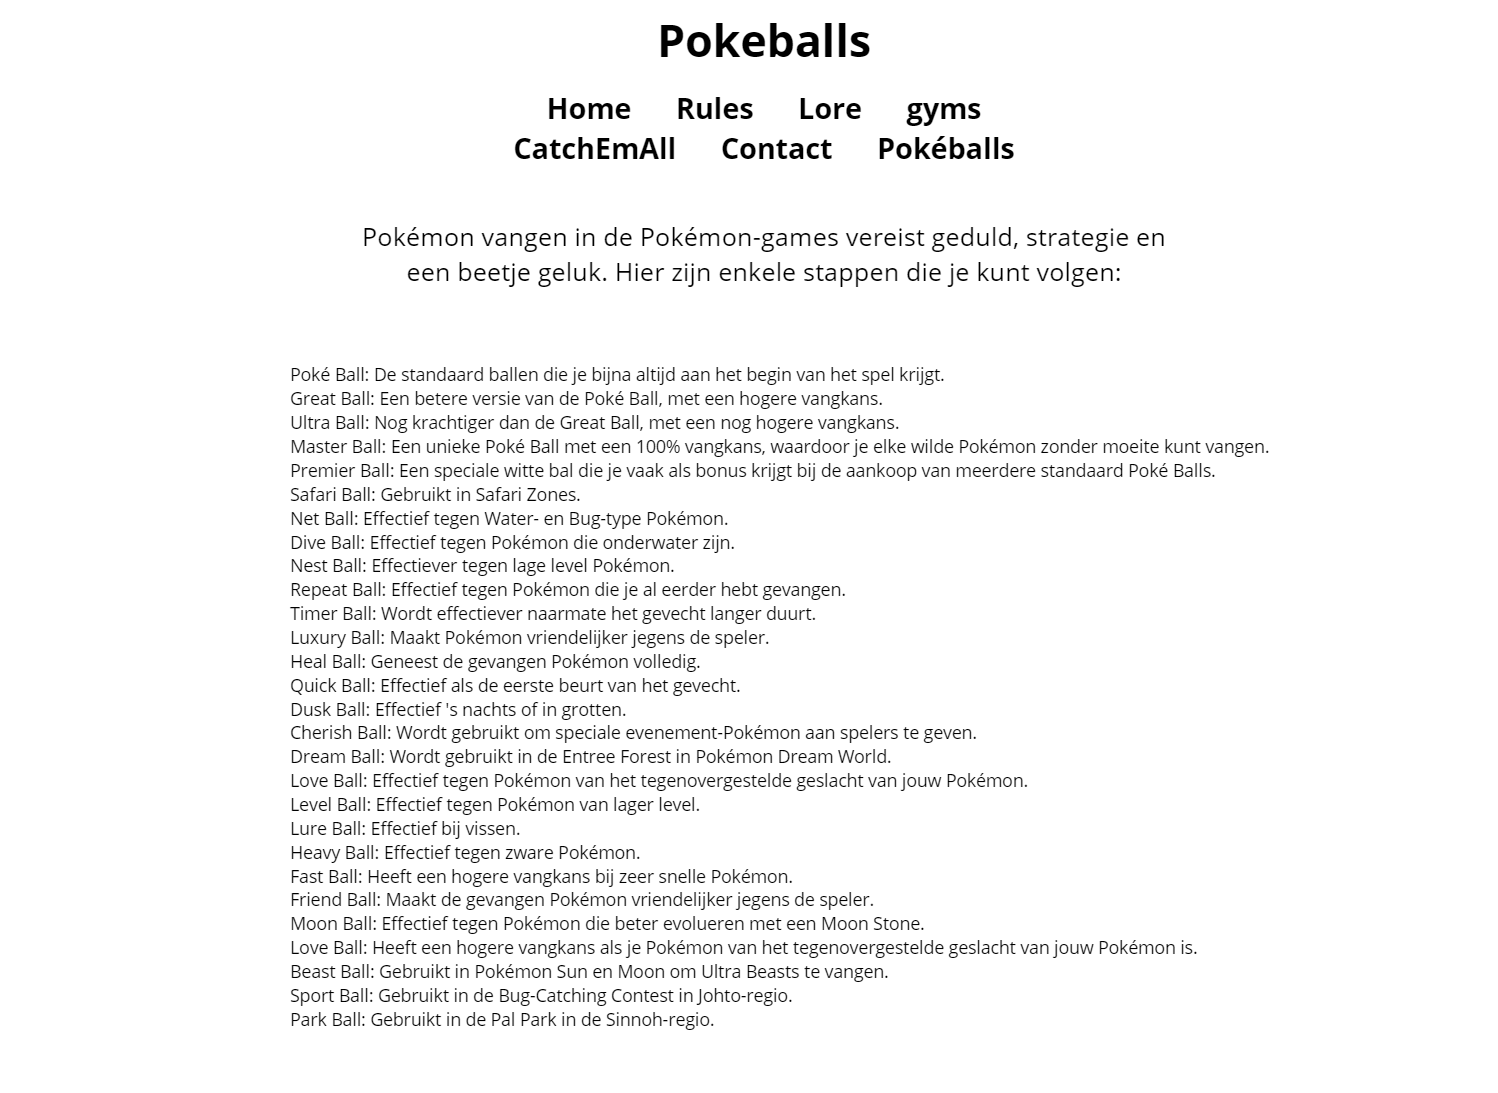 Pokeballs
Home Rules Lore gyms
CatchEmAll Contact Pokéballs
Pokémon vangen in de Pokémon-games vereist geduld, strategie en
een beetje geluk. Hier zijn enkele stappen die je kunt volgen:
Poké Ball: De standaard ballen die je bijna altijd aan het begin van het spel krijgt.
Great Ball: Een betere versie van de Poké Ball, met een hogere vangkans.
Ultra Ball: Nog krachtiger dan de Great Ball, met een nog hogere vangkans.
Master Ball: Een unieke Poké Ball met een 100% vangkans, waardoor je elke wilde Pokémon zonder moeite kunt vangen.
Premier Ball: Een speciale witte bal die je vaak als bonus krijgt bij de aankoop van meerdere standaard Poké Balls.
Safari Ball: Gebruikt in Safari Zones.
Net Ball: Effectief tegen Water- en Bug-type Pokémon.
Dive Ball: Effectief tegen Pokémon die onderwater zijn.
Nest Ball: Effectiever tegen lage level Pokémon.
Repeat Ball: Effectief tegen Pokémon die je al eerder hebt gevangen.
Timer Ball: Wordt effectiever naarmate het gevecht langer duurt.
Luxury Ball: Maakt Pokémon vriendelijker jegens de speler.
Heal Ball: Geneest de gevangen Pokémon volledig.
Quick Ball: Effectief als de eerste beurt van het gevecht.
Dusk Ball: Effectief 's nachts of in grotten.
Cherish Ball: Wordt gebruikt om speciale evenement-Pokémon aan spelers te geven.
Dream Ball: Wordt gebruikt in de Entree Forest in Pokémon Dream World.
Love Ball: Effectief tegen Pokémon van het tegenovergestelde geslacht van jouw Pokémon.
Level Ball: Effectief tegen Pokémon van lager level.
Lure Ball: Effectief bij vissen.
Heavy Ball: Effectief tegen zware Pokémon.
Fast Ball: Heeft een hogere vangkans bij zeer snelle Pokémon.
Friend Ball: Maakt de gevangen Pokémon vriendelijker jegens de speler.
Moon Ball: Effectief tegen Pokémon die beter evolueren met een Moon Stone.
Love Ball: Heeft een hogere vangkans als je Pokémon van het tegenovergestelde geslacht van jouw Pokémon is.
Beast Ball: Gebruikt in Pokémon Sun en Moon om Ultra Beasts te vangen.
Sport Ball: Gebruikt in de Bug-Catching Contest in Johto-regio.
Park Ball: Gebruikt in de Pal Park in de Sinnoh-regio.